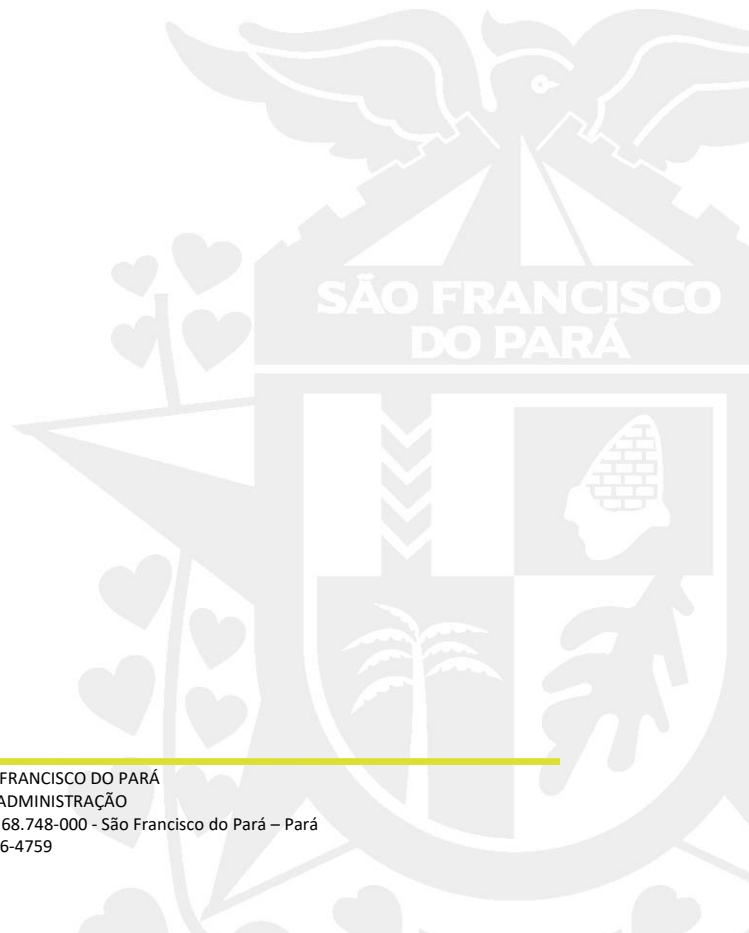 SÃO FRANCISCO
DO PARÁ
FRANCISCO DO PARÁ
ADMINISTRAÇÃO
68.748-000 - São Francisco do Pará – Pará
6-4759